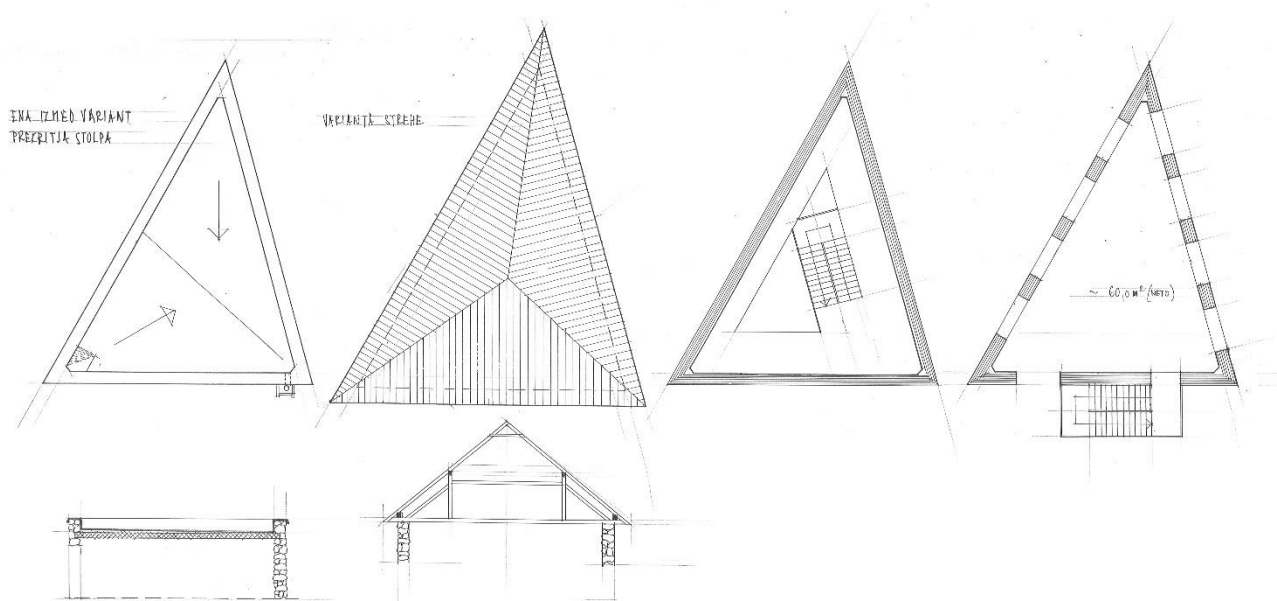 ENA IZMED VARIANT
PREKRITJA STOLPA
VARIANTA STREHE
~ 60,0 m² (NETO)